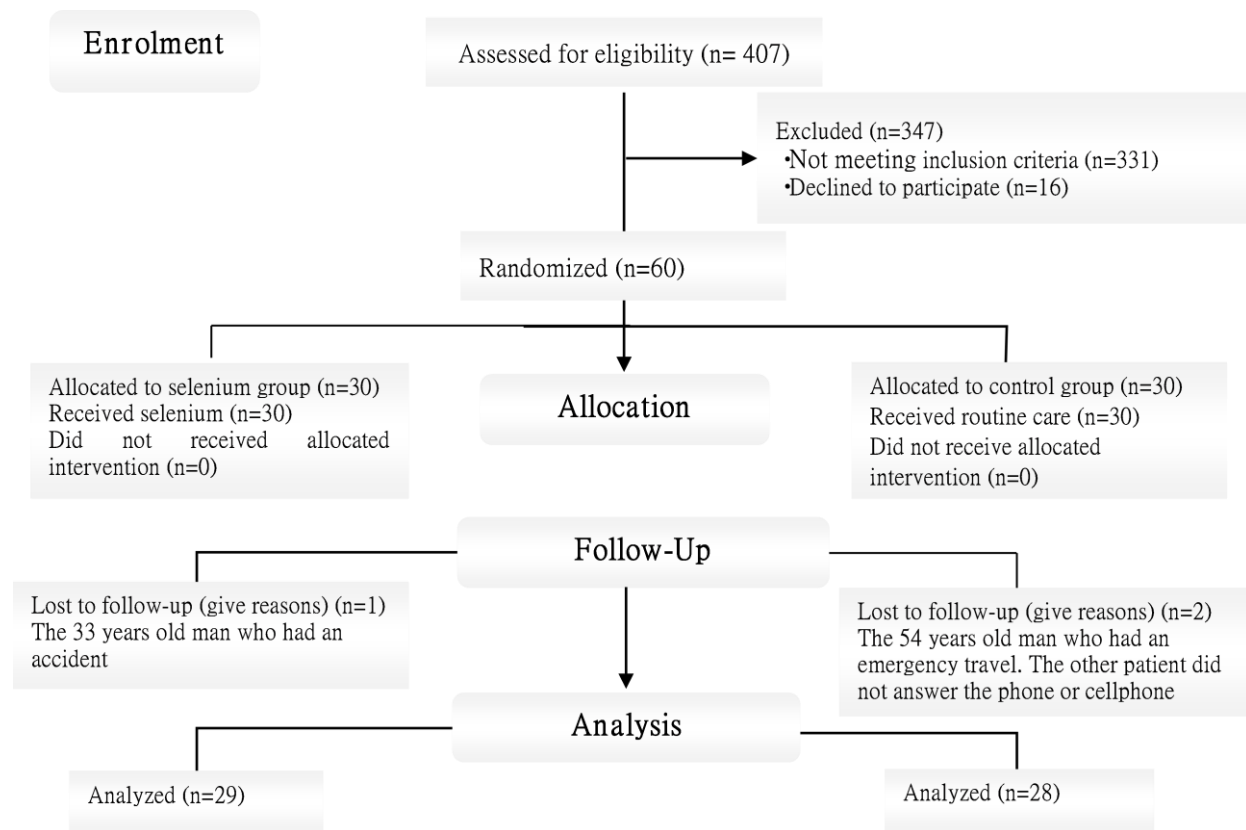 Enrolment
Assessed for eligibility (n= 407)
Excluded (n=347)
•Not meeting inclusion criteria (n=331)
•Declined to participate (n=16)
Randomized (n=60)
Allocated to selenium group (n=30)
Received selenium (n=30)
Did not received allocated
intervention (n=0)
Allocation
Allocated to control group (n=30)
Received routine care (n=30)
Did not receive allocated
intervention (n=0)
Follow-Up
Lost to follow-up (give reasons) (n=1)
The 33 years old man who had an
accident
Lost to follow-up (give reasons) (n=2)
The 54 years old man who had an
emergency travel. The other patient did
not answer the phone or cellphone
Analysis
Analyzed (n=29)
Analyzed (n=28)